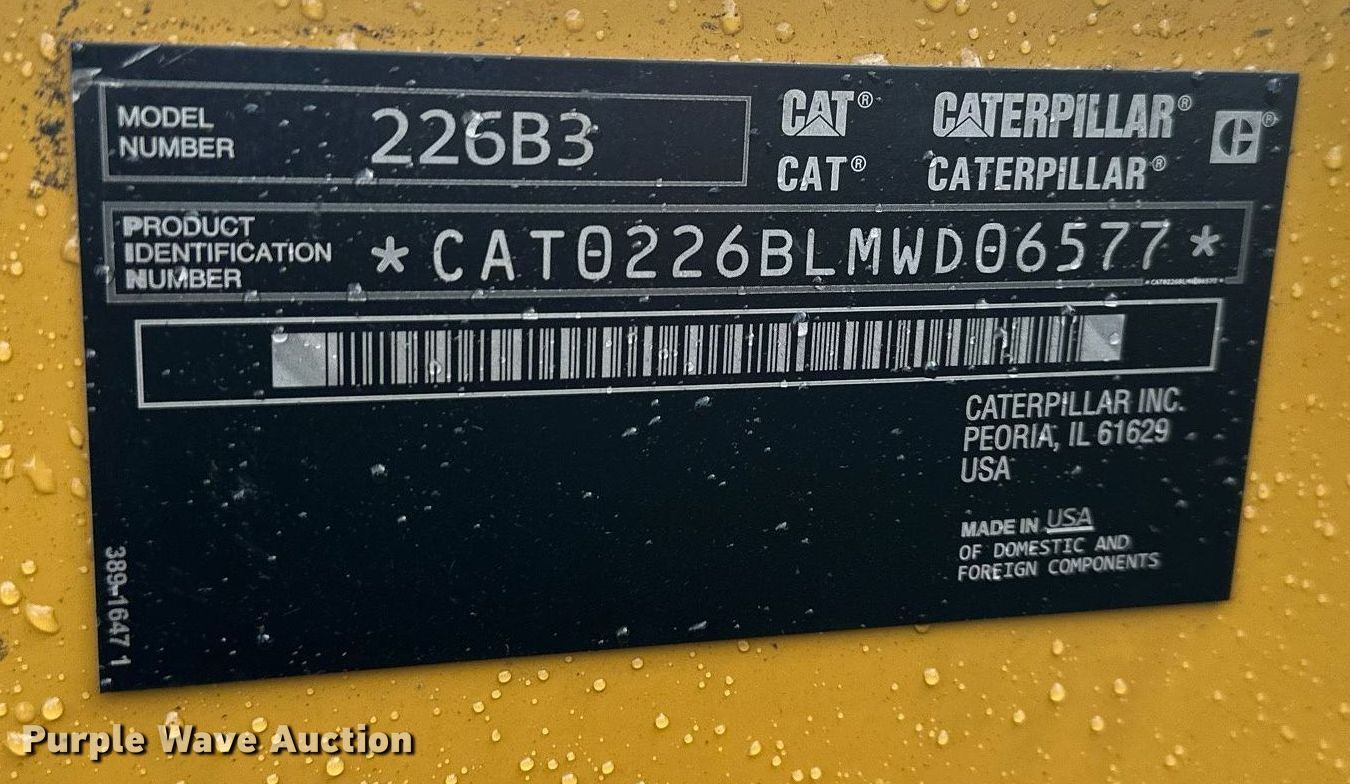 MODEL
NUMBER
226B3
CAT® CATERPILLAR® ®
CAT® CATERPILLAR®
PRODUCT
IDENTIFICATION
NUMBER
*CAT0226BLMWD06577*
*CAT0226BLMWD06577*
CATERPILLAR INC.
PEORIA, IL 61629
USA
MADE IN USA
OF DOMESTIC AND
FOREIGN COMPONENTS
389-1647 1
Purple Wave Auction